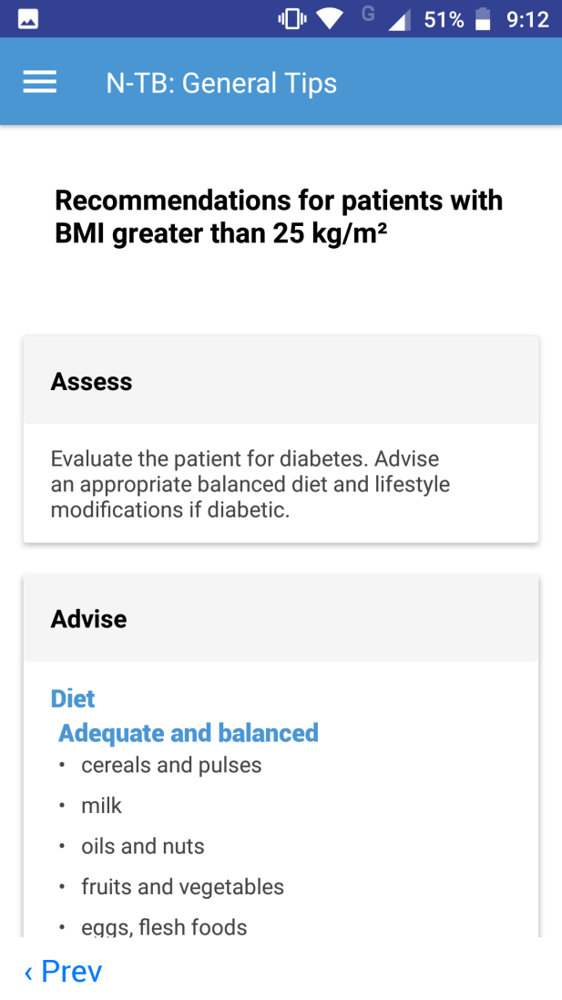 G 51% 9:12
N-TB: General Tips
Recommendations for patients with
BMI greater than 25 kg/m²
Assess
Evaluate the patient for diabetes. Advise
an appropriate balanced diet and lifestyle
modifications if diabetic.
Advise
Diet
Adequate and balanced
• cereals and pulses
• milk
• oils and nuts
• fruits and vegetables
• eggs, flesh foods
‹ Prev